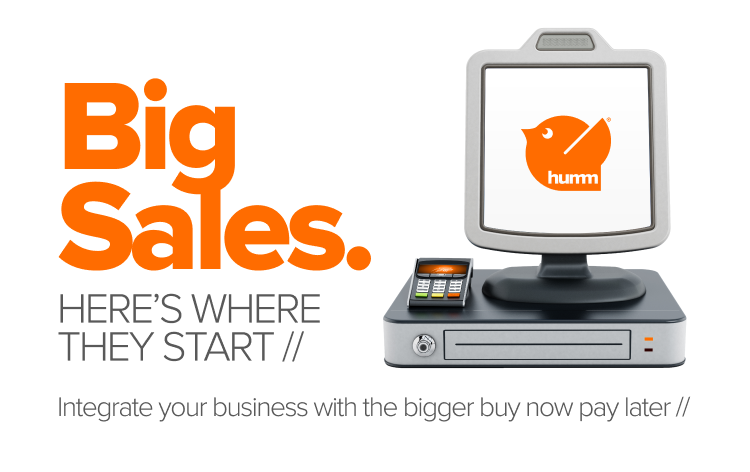 Big
Sales.
HERE'S WHERE
THEY START //
humm®
Integrate your business with the bigger buy now pay later //